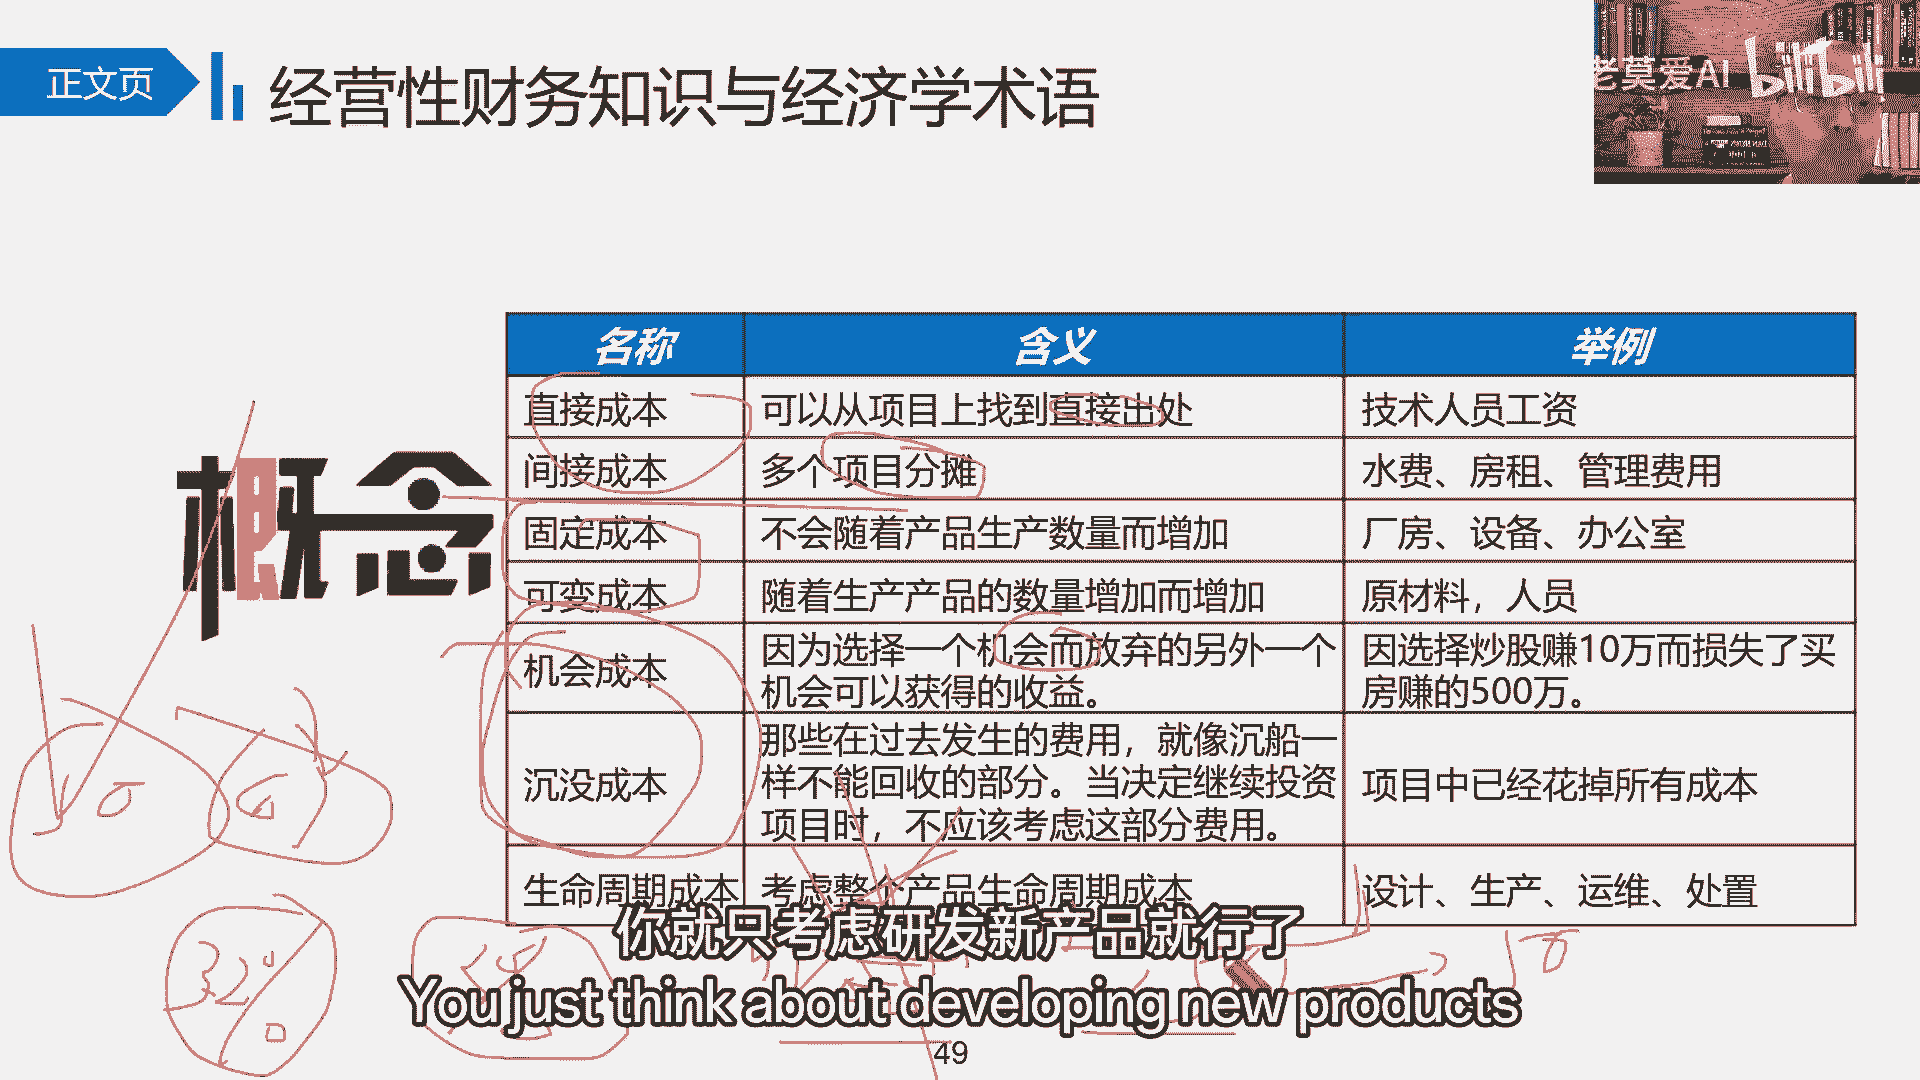 正文页
经营性财务知识与经济学术语
老莫爱AI
bilibili
概念
名称 含义 举例
直接成本 可以从项目上找到直接出处 技术人员工资
间接成本 多个项目分摊 水费、房租、管理费用
固定成本 不会随着产品生产数量而增加 厂房、设备、办公室
可变成本 随着生产产品的数量增加而增加 原材料，人员
机会成本 因为选择一个机会而放弃的另外一个 因选择炒股赚10万而损失了买
机会可以获得的收益。 房赚的500万。
沉没成本 那些在过去发生的费用，就像沉船一
样不能回收的部分。当决定继续投资 项目中已经花掉所有成本
项目时，不应该考虑这部分费用。
生命周期成本 考虑整个产品生命周期成本 设计、生产、运维、处置
你就只考虑研发新产品就行了
You just think about developing new products
49